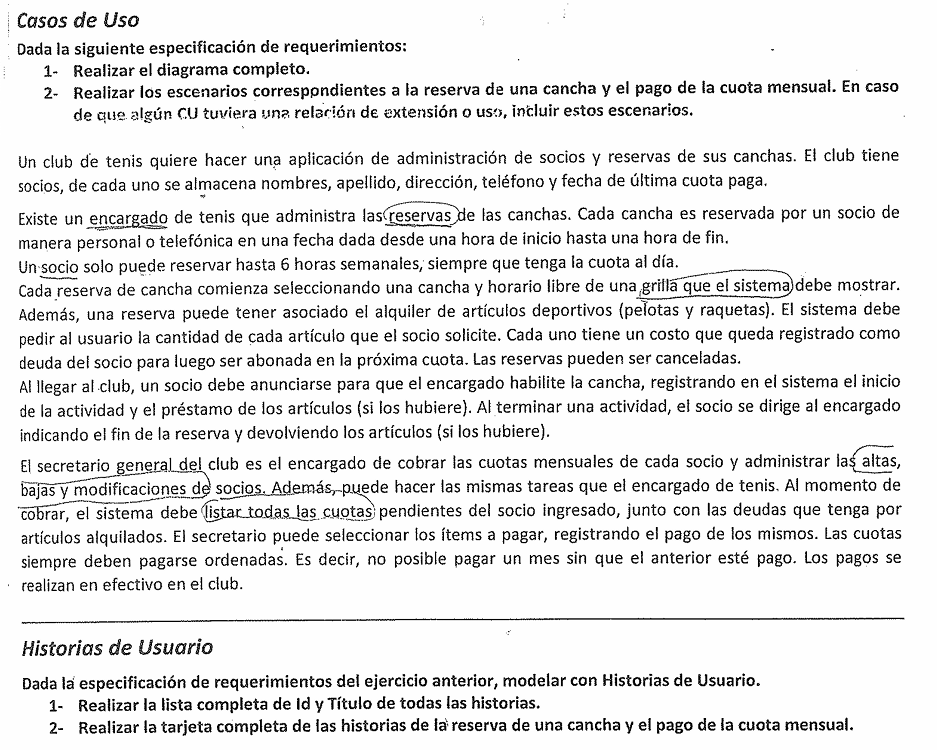 Casos de Uso
Dada la siguiente especificación de requerimientos:
1- Realizar el diagrama completo.
2- Realizar los escenarios correspondientes a la reserva de una cancha y el pago de la cuota mensual. En caso
de que algún CU tuviera una relación de extensión o uso, incluir estos escenarios.
Un club de tenis quiere hacer una aplicación de administración de socios y reservas de sus canchas. El club tiene
socios, de cada uno se almacena nombres, apellido, dirección, teléfono y fecha de última cuota paga.
Existe un encargado de tenis que administra las reservas de las canchas. Cada cancha es reservada por un socio de
manera personal o telefónica en una fecha dada desde una hora de inicio hasta una hora de fin.
Un socio solo puede reservar hasta 6 horas semanales, siempre que tenga la cuota al día.
Cada reserva de cancha comienza seleccionando una cancha y horario libre de una grilla que el sistema debe mostrar.
Además, una reserva puede tener asociado el alquiler de artículos deportivos (pelotas y raquetas). El sistema debe
pedir al usuario la cantidad de cada artículo que el socio solicite. Cada uno tiene un costo que queda registrado como
deuda del socio para luego ser abonada en la próxima cuota. Las reservas pueden ser canceladas.
Al llegar al club, un socio debe anunciarse para que el encargado habilite la cancha, registrando en el sistema el inicio
de la actividad y el préstamo de los artículos (si los hubiere). Al terminar una actividad, el socio se dirige al encargado
indicando el fin de la reserva y devolviendo los artículos (si los hubiere).
El secretario general del club es el encargado de cobrar las cuotas mensuales de cada socio y administrar las altas,
bajas y modificaciones de socios. Además, puede hacer las mismas tareas que el encargado de tenis. Al momento de
cobrar, el sistema debe listar todas las cuotas pendientes del socio ingresado, junto con las deudas que tenga por
artículos alquilados. El secretario puede seleccionar los ítems a pagar, registrando el pago de los mismos. Las cuotas
siempre deben pagarse ordenadas. Es decir, no posible pagar un mes sin que el anterior esté pago. Los pagos se
realizan en efectivo en el club.
Historias de Usuario
Dada la especificación de requerimientos del ejercicio anterior, modelar con Historias de Usuario.
1- Realizar la lista completa de Id y Título de todas las historias.
2- Realizar la tarjeta completa de las historias de la reserva de una cancha y el pago de la cuota mensual.